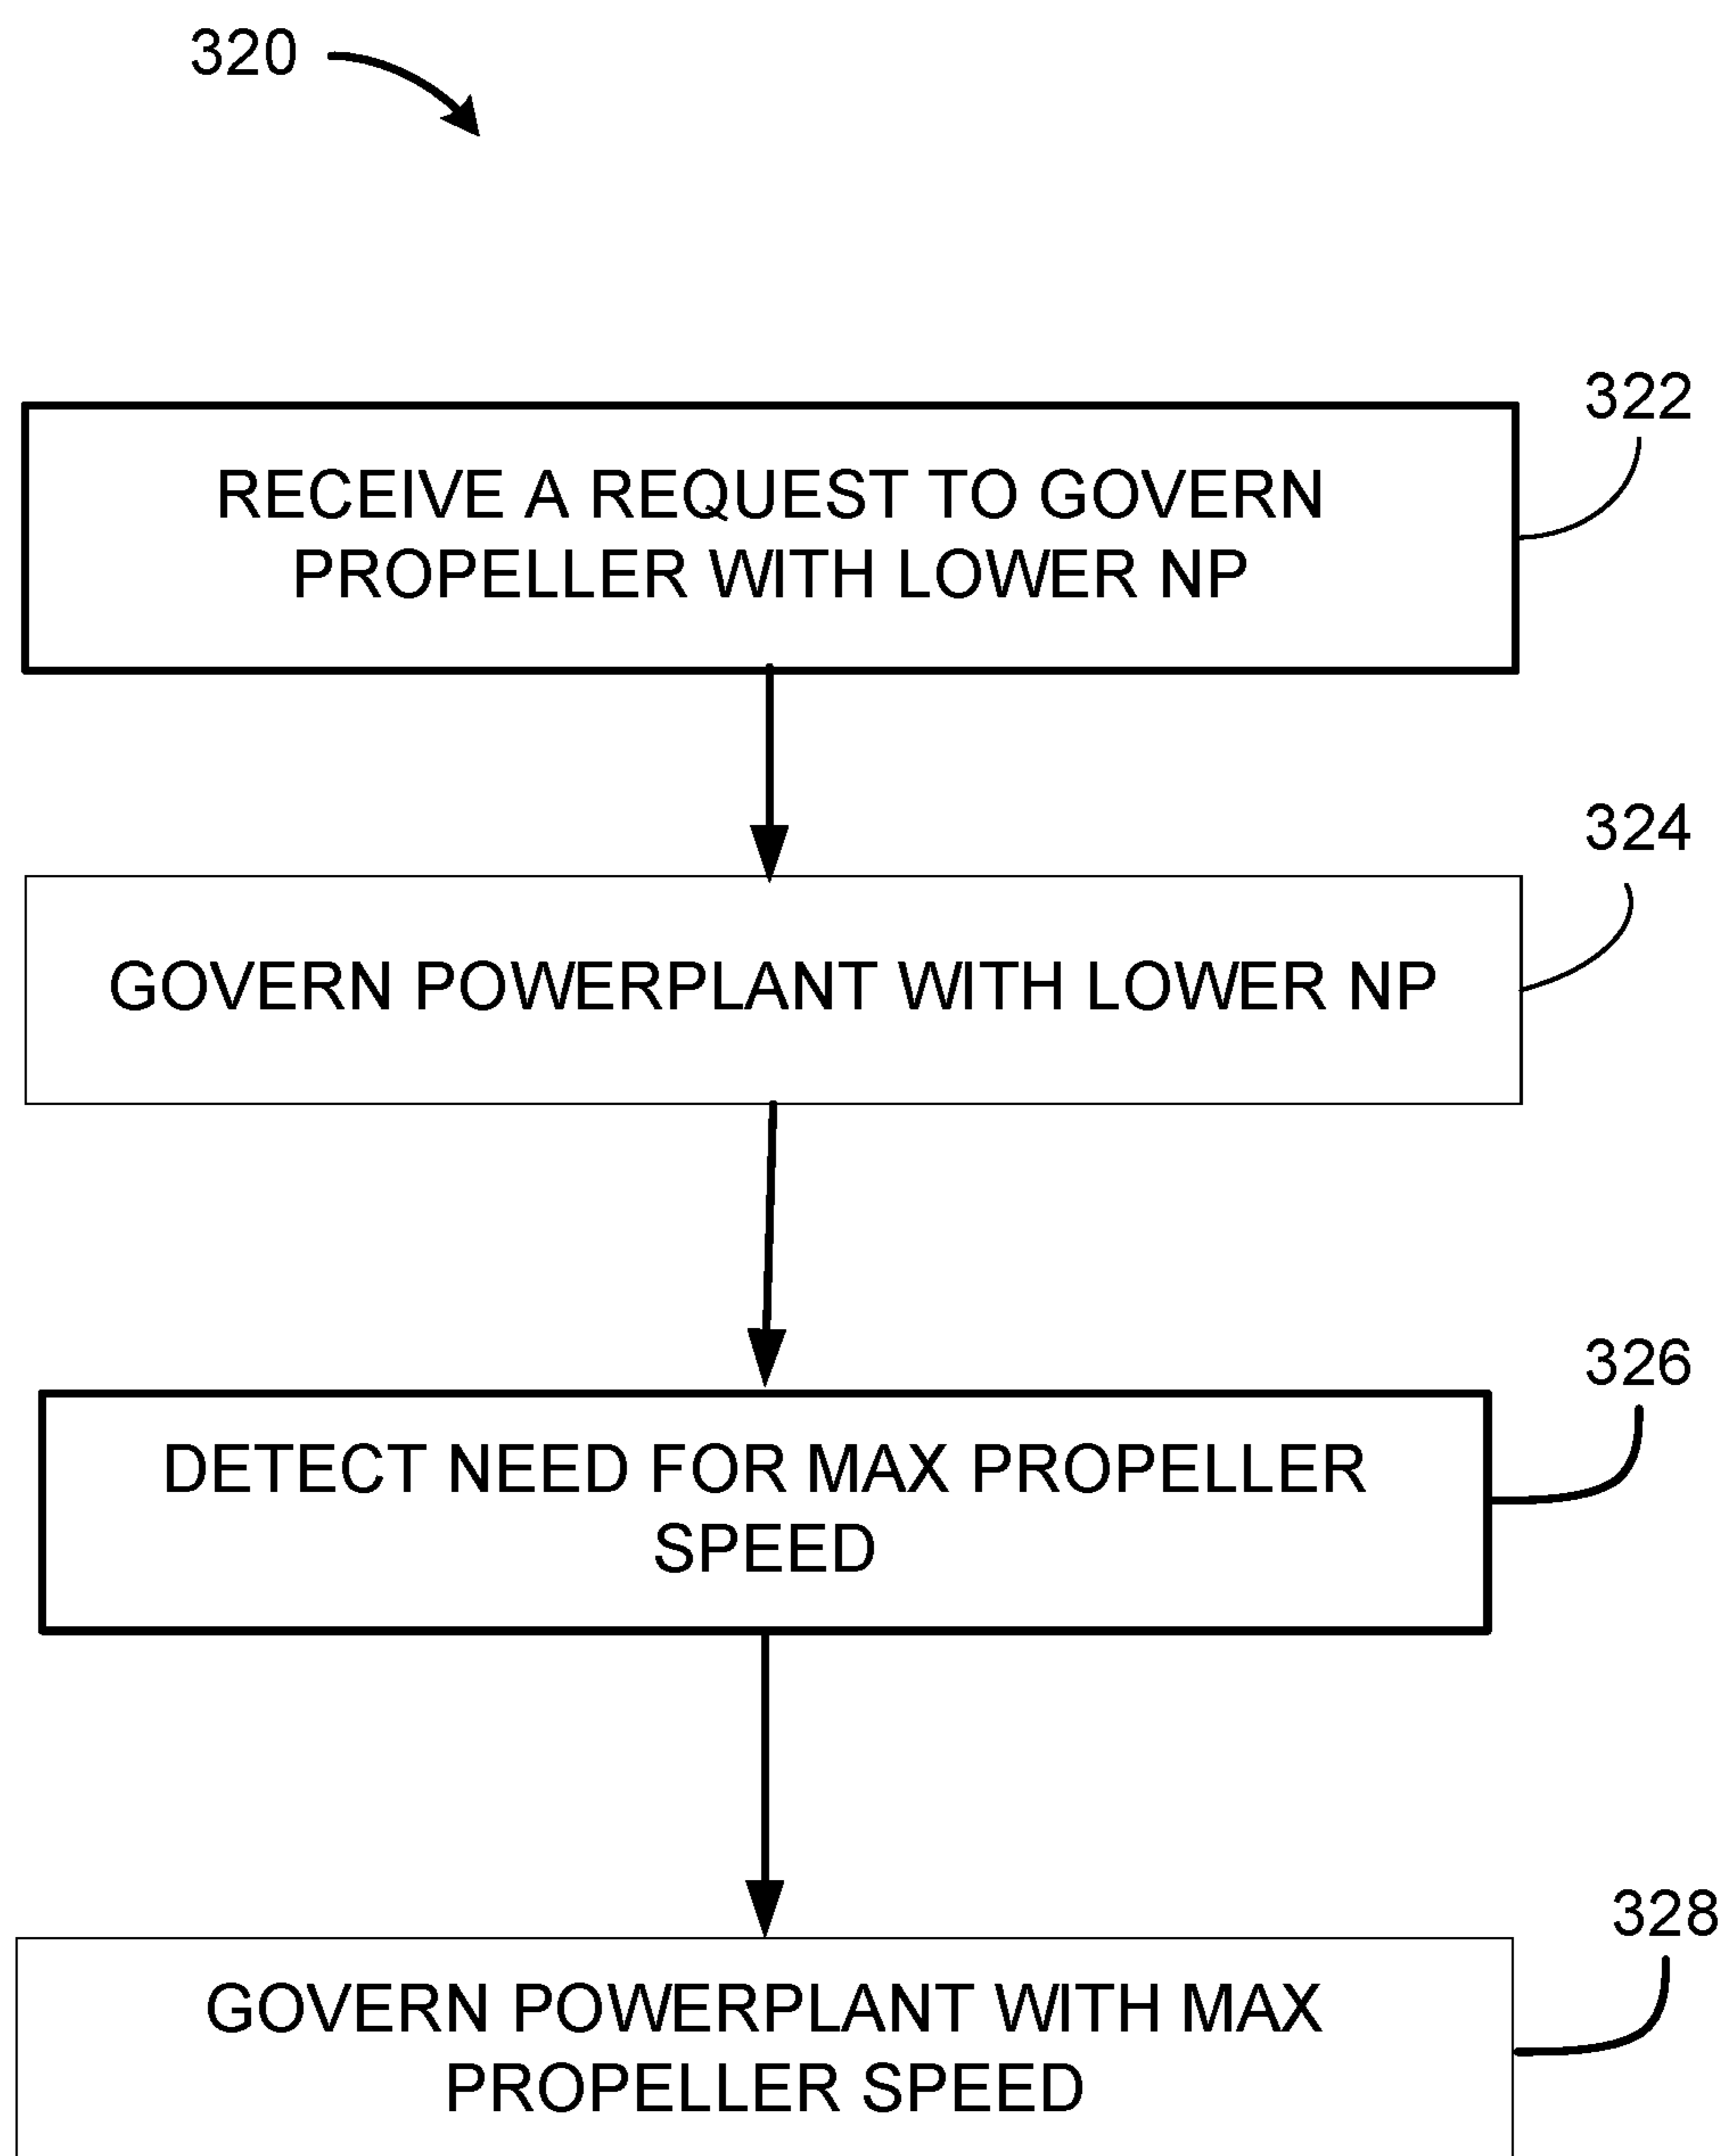 320
322
RECEIVE A REQUEST TO GOVERN
PROPELLER WITH LOWER NP
324
GOVERN POWERPLANT WITH LOWER NP
326
DETECT NEED FOR MAX PROPELLER
SPEED
328
GOVERN POWERPLANT WITH MAX
PROPELLER SPEED